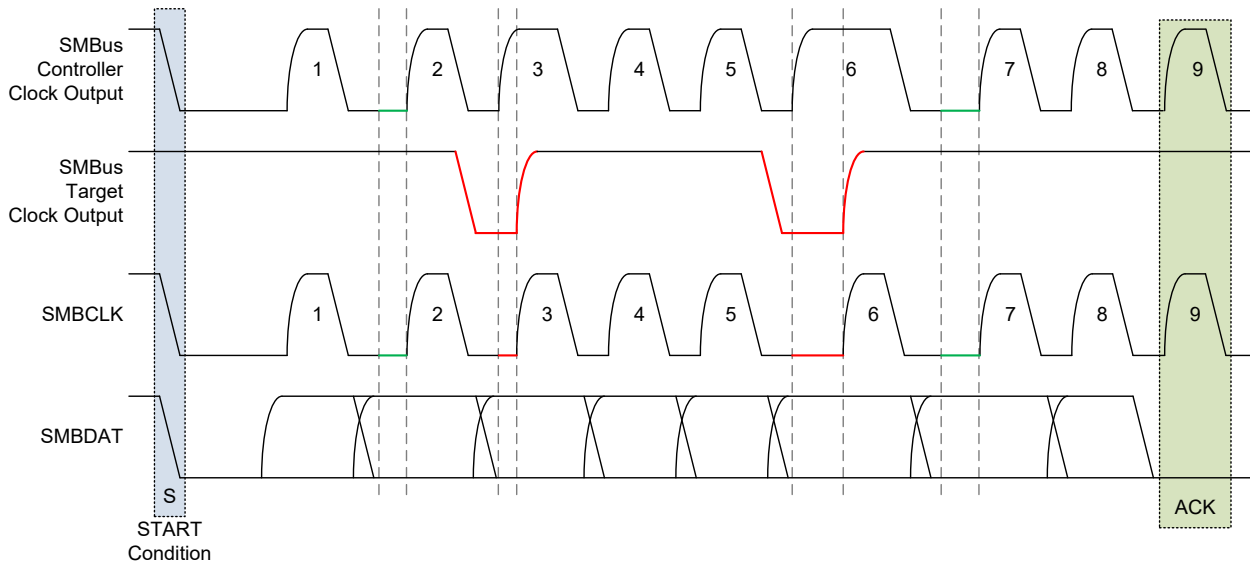 SMBus
Controller
Clock Output
1 2 3 4 5 6 7 8 9
SMBus
Target
Clock Output
SMBCLK
1 2 3 4 5 6 7 8 9
SMBDAT
S
ACK
START
Condition